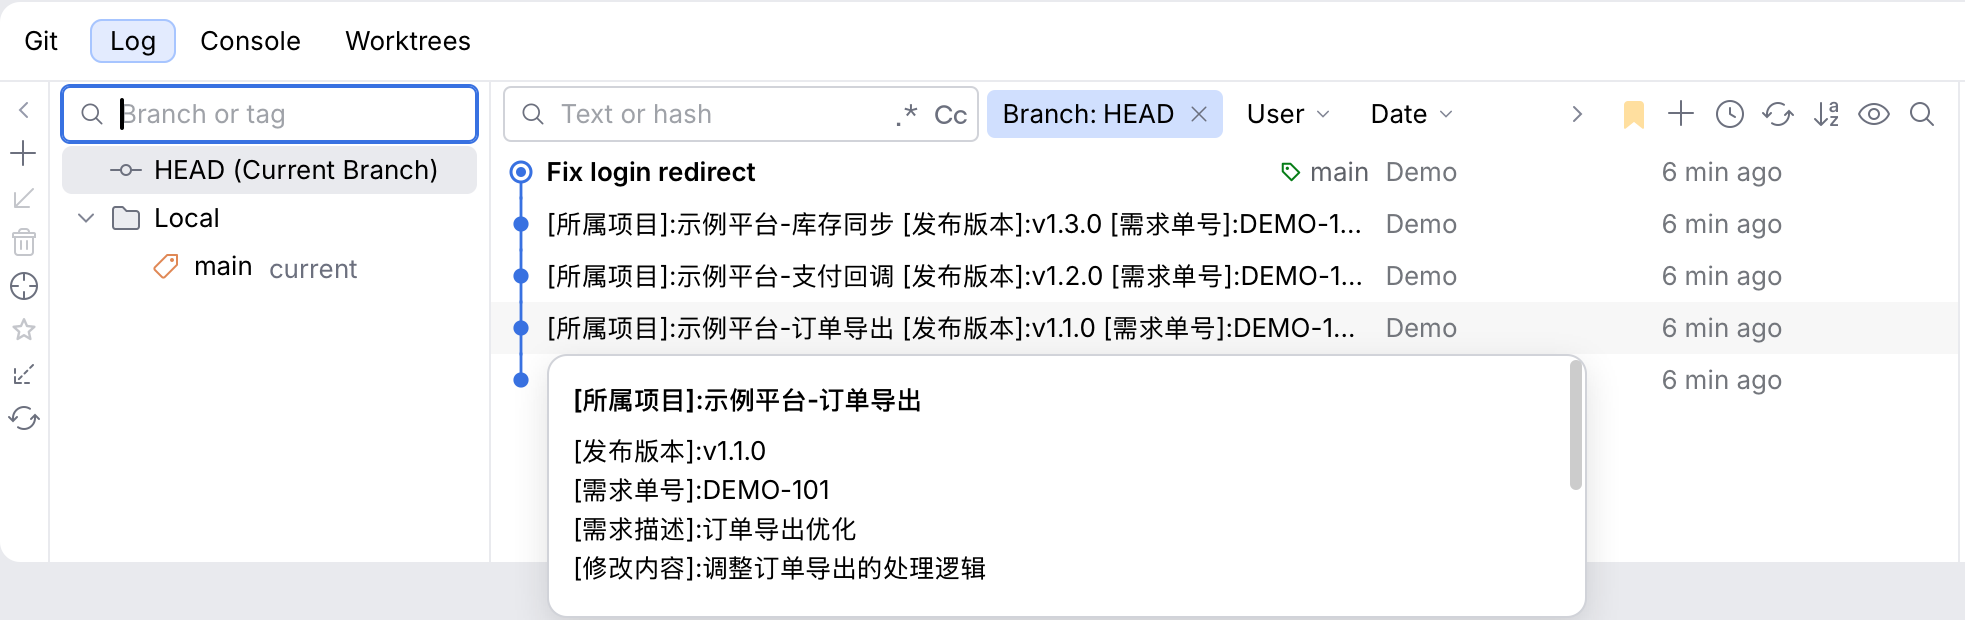 Git Log Console Worktrees
Branch or tag
Text or hash .* Cc Branch: HEAD User Date
HEAD (Current Branch)
Local
main current
Fix login redirect main Demo 6 min ago
[所属项目]:示例平台-库存同步 [发布版本]:v1.3.0 [需求单号]:DEMO-1... Demo 6 min ago
[所属项目]:示例平台-支付回调 [发布版本]:v1.2.0 [需求单号]:DEMO-1... Demo 6 min ago
[所属项目]:示例平台-订单导出 [发布版本]:v1.1.0 [需求单号]:DEMO-1... Demo 6 min ago
6 min ago
[所属项目]:示例平台-订单导出
[发布版本]:v1.1.0
[需求单号]:DEMO-101
[需求描述]:订单导出优化
[修改内容]:调整订单导出的处理逻辑